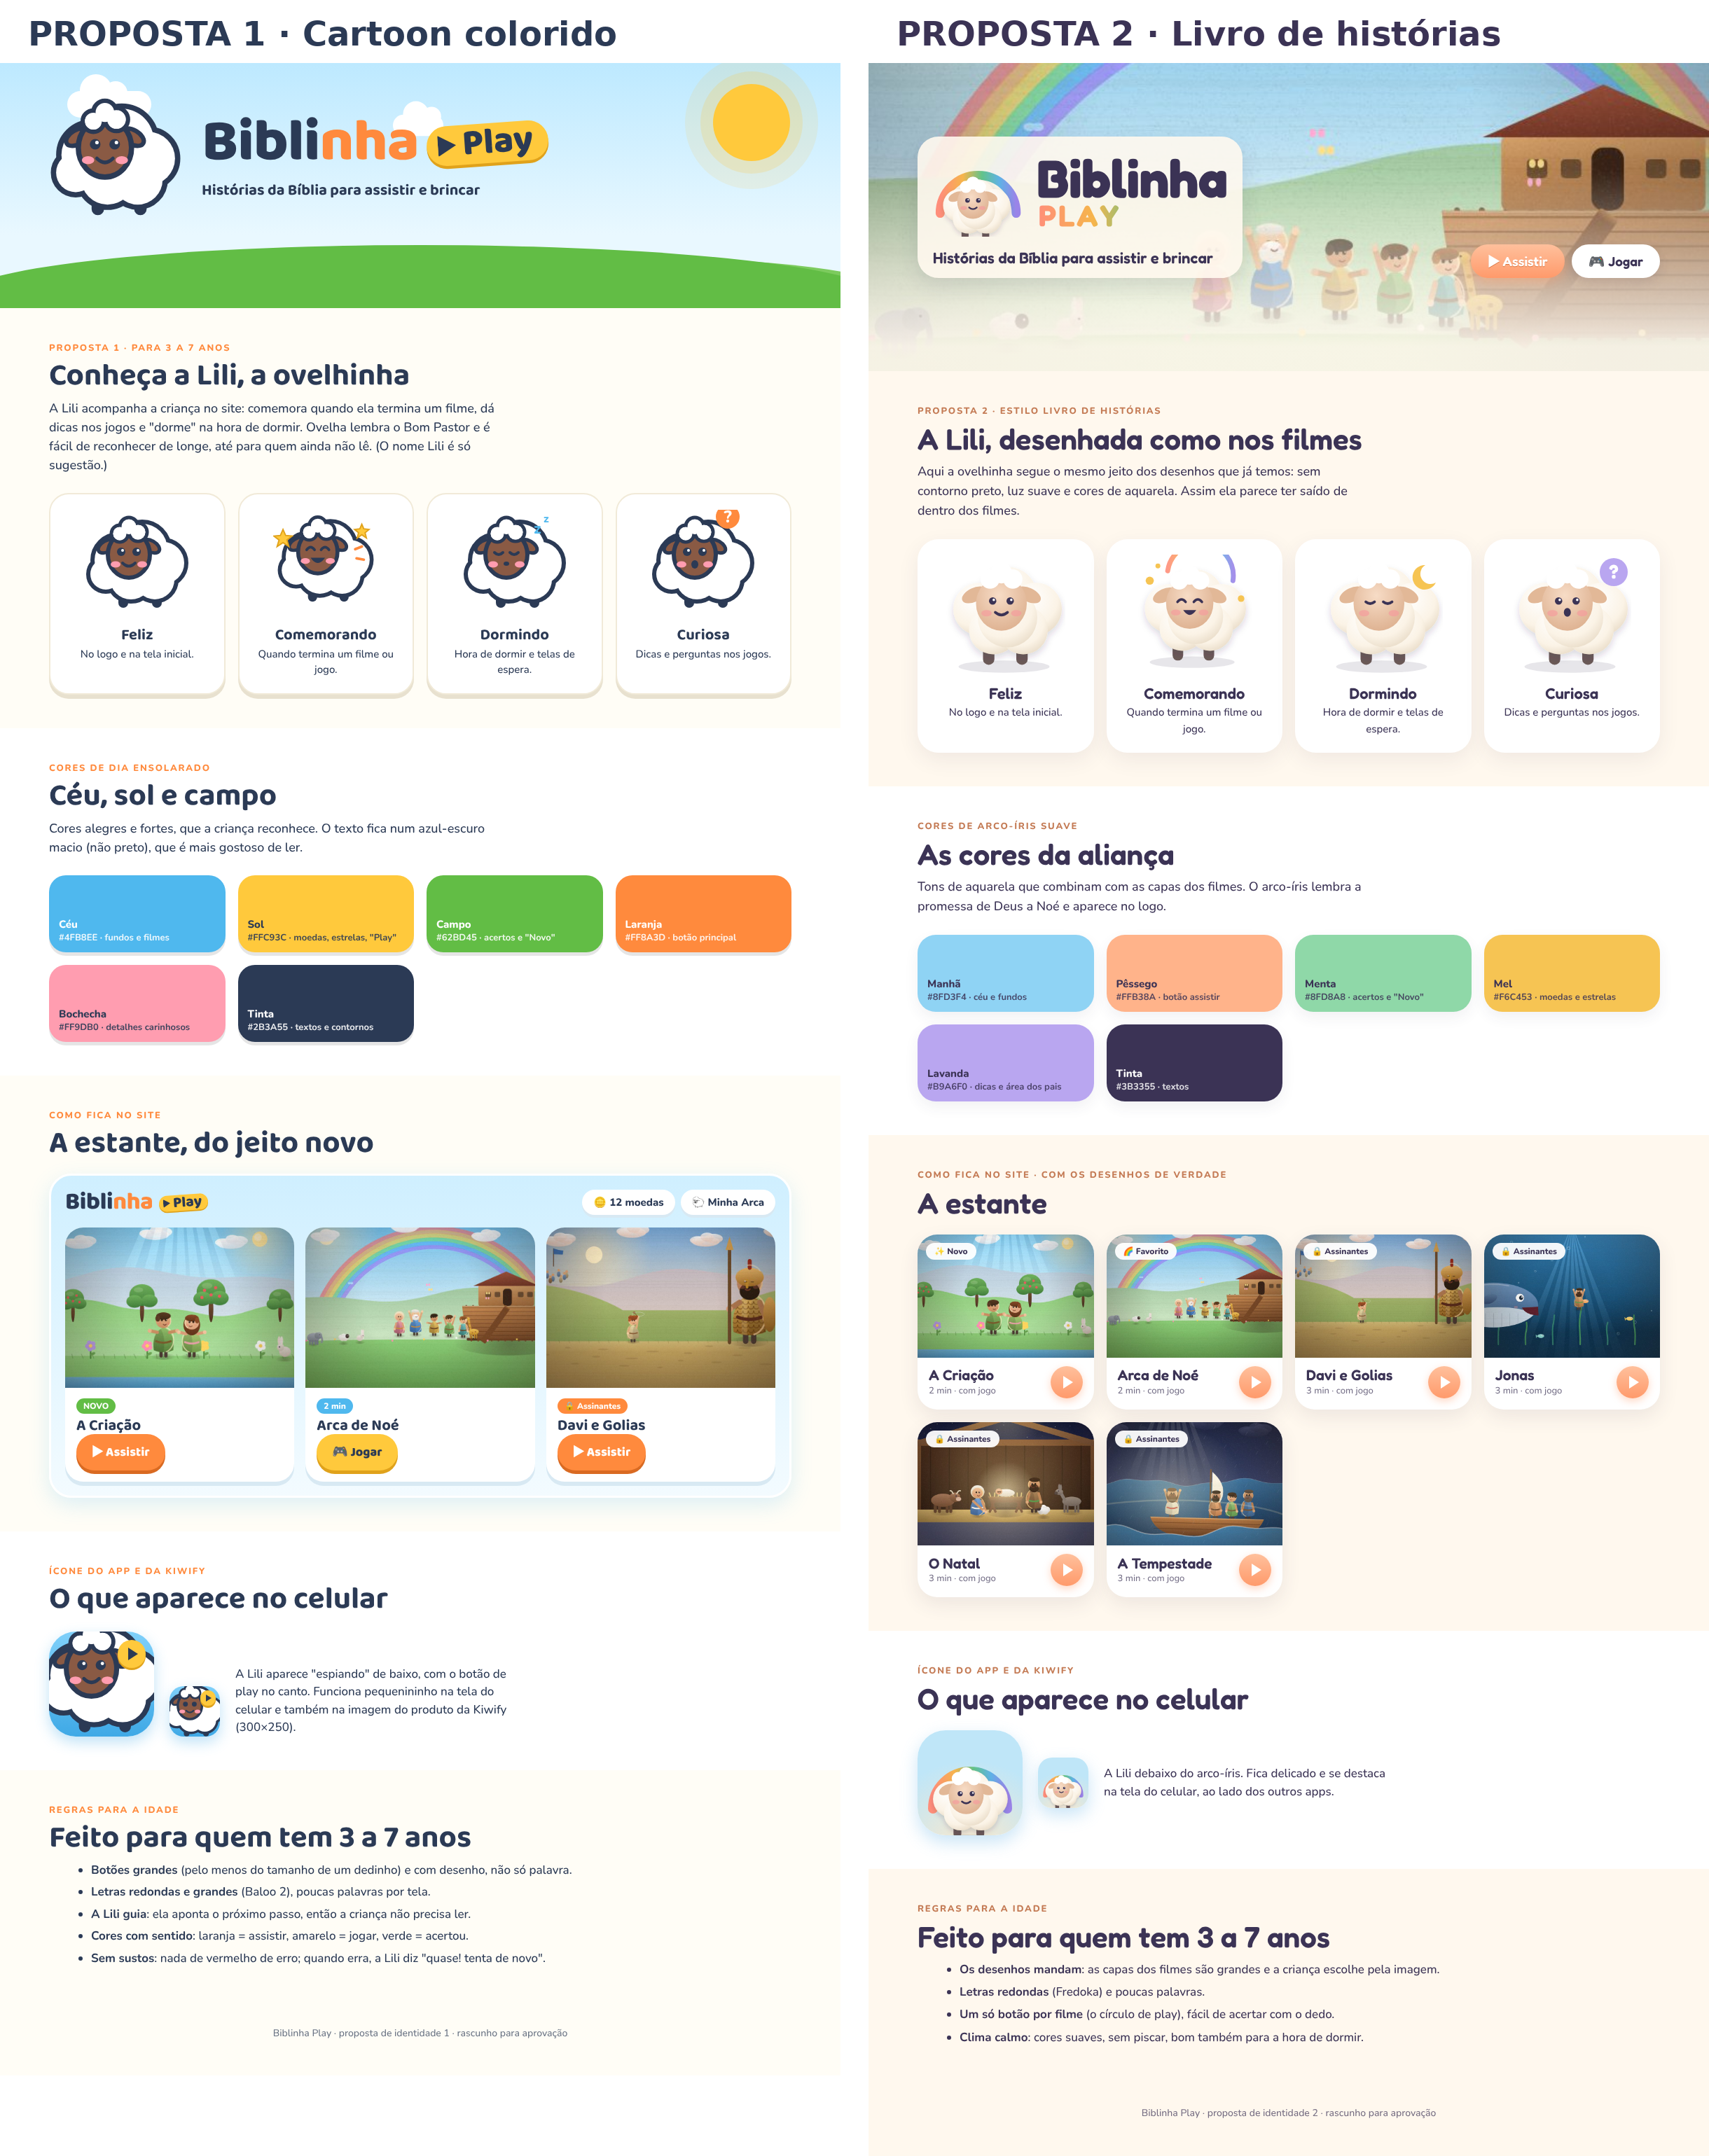 PROPOSTA 1 · Cartoon colorido
Biblinha ▶ Play
Histórias da Bíblia para assistir e brincar
PROPOSTA 1 · PARA 3 A 7 ANOS
Conheça a Lili, a ovelhinha
A Lili acompanha a criança no site: comemora quando ela termina um filme, dá
dicas nos jogos e "dorme" na hora de dormir. Ovelha lembra o Bom Pastor e é
fácil de reconhecer de longe, até para quem ainda não lê. (O nome Lili é só
sugestão.)
z
z
?
Feliz
No logo e na tela inicial.
Comemorando
Quando termina um filme ou
jogo.
Dormindo
Hora de dormir e telas de
espera.
Curiosa
Dicas e perguntas nos jogos.
CORES DE DIA ENSOLARADO
Céu, sol e campo
Cores alegres e fortes, que a criança reconhece. O texto fica num azul-escuro
macio (não preto), que é mais gostoso de ler.
Céu
#4FB8EE · fundos e filmes
Sol
#FFC93C · moedas, estrelas, "Play"
Campo
#62BD45 · acertos e "Novo"
Laranja
#FF8A3D · botão principal
Bochecha
#FF9DB0 · detalhes carinhosos
Tinta
#2B3A55 · textos e contornos
COMO FICA NO SITE
A estante, do jeito novo
Biblinha ▶ Play
🪙 12 moedas
🐑 Minha Arca
NOVO
A Criação
▶ Assistir
2 min
Arca de Noé
🎮 Jogar
🔒 Assinantes
Davi e Golias
▶ Assistir
ÍCONE DO APP E DA KIWIFY
O que aparece no celular
A Lili aparece "espiando" de baixo, com o botão de
play no canto. Funciona pequenininho na tela do
celular e também na imagem do produto da Kiwify
(300×250).
REGRAS PARA A IDADE
Feito para quem tem 3 a 7 anos
• Botões grandes (pelo menos do tamanho de um dedinho) e com desenho, não só palavra.
• Letras redondas e grandes (Baloo 2), poucas palavras por tela.
• A Lili guia: ela aponta o próximo passo, então a criança não precisa ler.
• Cores com sentido: laranja = assistir, amarelo = jogar, verde = acertou.
• Sem sustos: nada de vermelho de erro; quando erra, a Lili diz "quase! tenta de novo".
Biblinha Play · proposta de identidade 1 · rascunho para aprovação
PROPOSTA 2 · Livro de histórias
Biblinha
PLAY
Histórias da Bíblia para assistir e brincar
▶ Assistir
🎮 Jogar
PROPOSTA 2 · ESTILO LIVRO DE HISTÓRIAS
A Lili, desenhada como nos filmes
Aqui a ovelhinha segue o mesmo jeito dos desenhos que já temos: sem
contorno preto, luz suave e cores de aquarela. Assim ela parece ter saído de
dentro dos filmes.
?
Feliz
No logo e na tela inicial.
Comemorando
Quando termina um filme ou
jogo.
Dormindo
Hora de dormir e telas de
espera.
Curiosa
Dicas e perguntas nos jogos.
CORES DE ARCO-ÍRIS SUAVE
As cores da aliança
Tons de aquarela que combinam com as capas dos filmes. O arco-íris lembra a
promessa de Deus a Noé e aparece no logo.
Manhã
#8FD3F4 · céu e fundos
Pêssego
#FFB38A · botão assistir
Menta
#8FD8A8 · acertos e "Novo"
Mel
#F6C453 · moedas e estrelas
Lavanda
#B9A6F0 · dicas e área dos pais
Tinta
#3B3355 · textos
COMO FICA NO SITE · COM OS DESENHOS DE VERDADE
A estante
✨ Novo
A Criação
2 min · com jogo
🌈 Favorito
Arca de Noé
2 min · com jogo
🔒 Assinantes
Davi e Golias
3 min · com jogo
🔒 Assinantes
Jonas
3 min · com jogo
🔒 Assinantes
O Natal
3 min · com jogo
🔒 Assinantes
A Tempestade
3 min · com jogo
ÍCONE DO APP E DA KIWIFY
O que aparece no celular
A Lili debaixo do arco-íris. Fica delicado e se destaca
na tela do celular, ao lado dos outros apps.
REGRAS PARA A IDADE
Feito para quem tem 3 a 7 anos
• Os desenhos mandam: as capas dos filmes são grandes e a criança escolhe pela imagem.
• Letras redondas (Fredoka) e poucas palavras.
• Um só botão por filme (o círculo de play), fácil de acertar com o dedo.
• Clima calmo: cores suaves, sem piscar, bom também para a hora de dormir.
Biblinha Play · proposta de identidade 2 · rascunho para aprovação